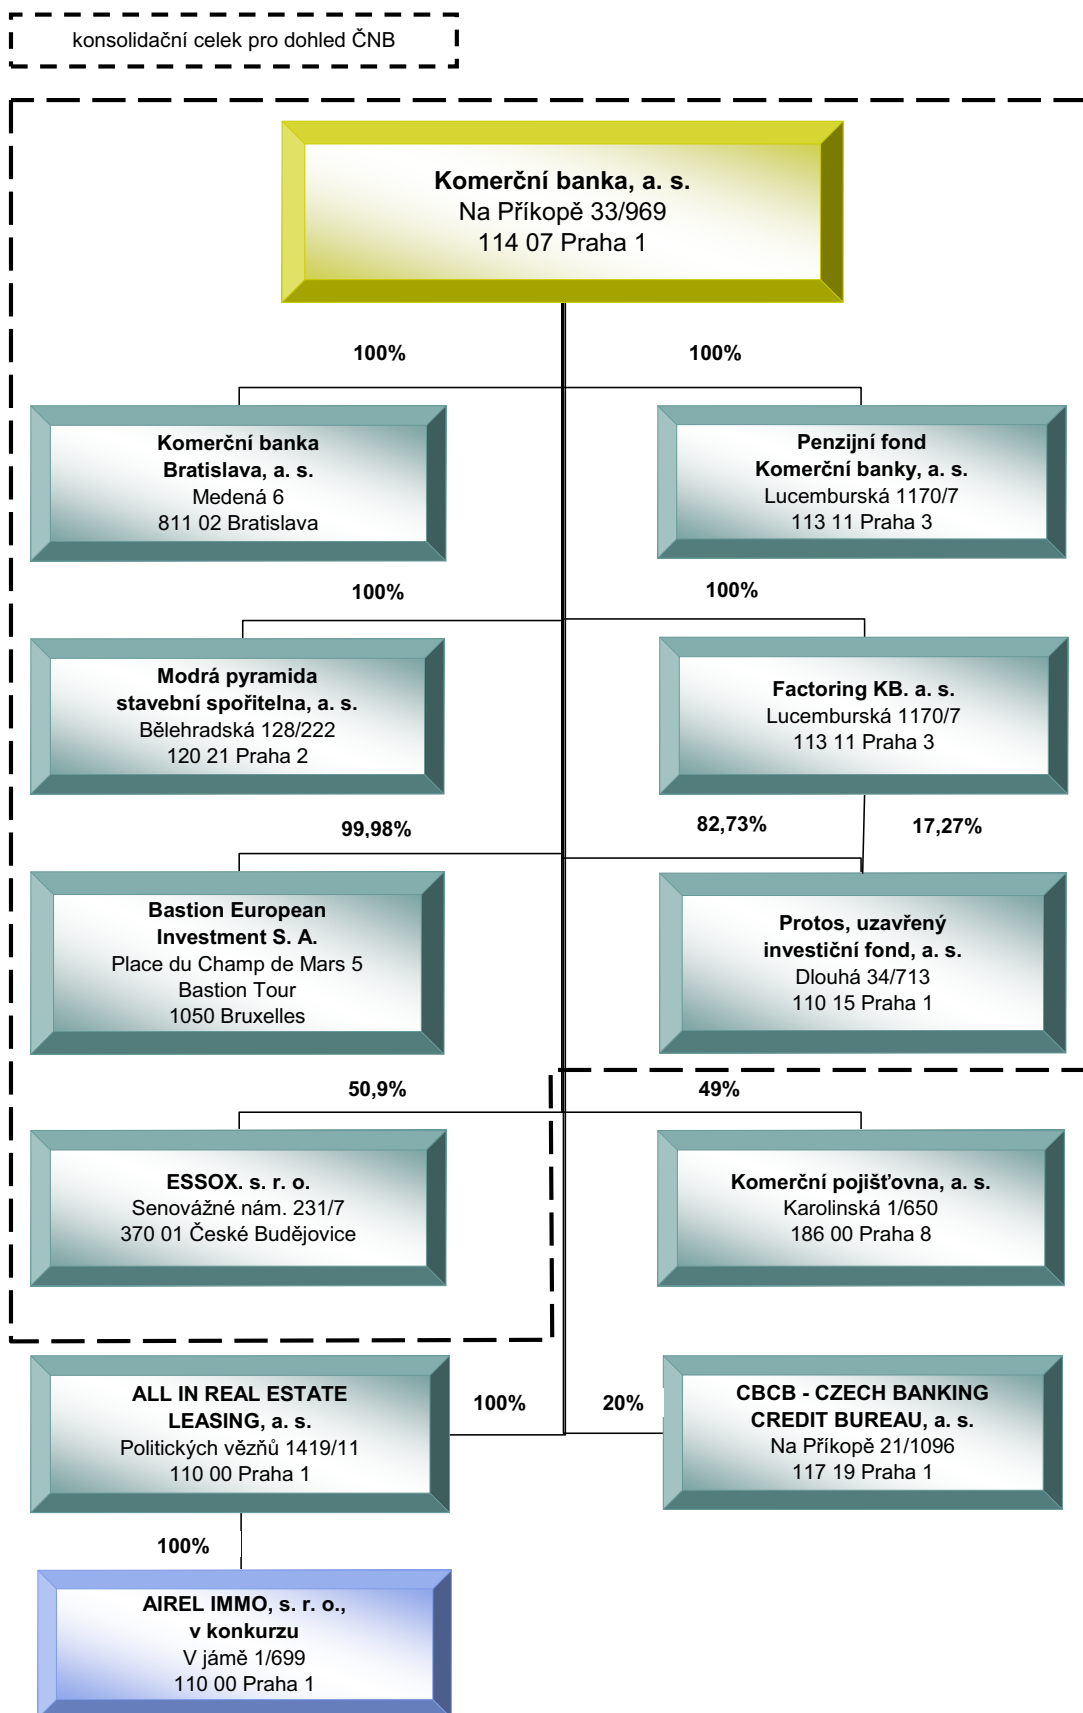 konsolidační celek pro dohled ČNB
Komerční banka, a. s.
Na Příkopě 33/969
114 07 Praha 1
100%
100%
Komerční banka
Bratislava, a. s.
Medená 6
811 02 Bratislava
Penzijní fond
Komerční banky, a. s.
Lucemburská 1170/7
113 11 Praha 3
100%
100%
Modrá pyramida
stavební spořitelna, a. s.
Bělehradská 128/222
120 21 Praha 2
Factoring KB. a. s.
Lucemburská 1170/7
113 11 Praha 3
99,98%
82,73%
17,27%
Bastion European
Investment S. A.
Place du Champ de Mars 5
Bastion Tour
1050 Bruxelles
Protos, uzavřený
investiční fond, a. s.
Dlouhá 34/713
110 15 Praha 1
50,9%
49%
ESSOX. s. r. o.
Senovážné nám. 231/7
370 01 České Budějovice
Komerční pojišťovna, a. s.
Karolinská 1/650
186 00 Praha 8
ALL IN REAL ESTATE
LEASING, a. s.
Politických vězňů 1419/11
110 00 Praha 1
100%
20%
CBCB - CZECH BANKING
CREDIT BUREAU, a. s.
Na Příkopě 21/1096
117 19 Praha 1
100%
AIREL IMMO, s. r. o.,
v konkurzu
V jámě 1/699
110 00 Praha 1